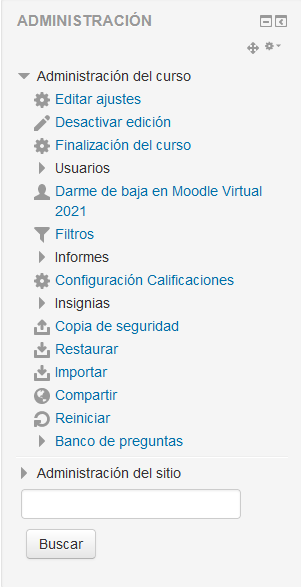 ADMINISTRACIÓN
Administración del curso
Editar ajustes
Desactivar edición
Finalización del curso
Usuarios
Darme de baja en Moodle Virtual
2021
Filtros
Informes
Configuración Calificaciones
Insignias
Copia de seguridad
Restaurar
Importar
Compartir
Reiniciar
Banco de preguntas
Administración del sitio
Buscar